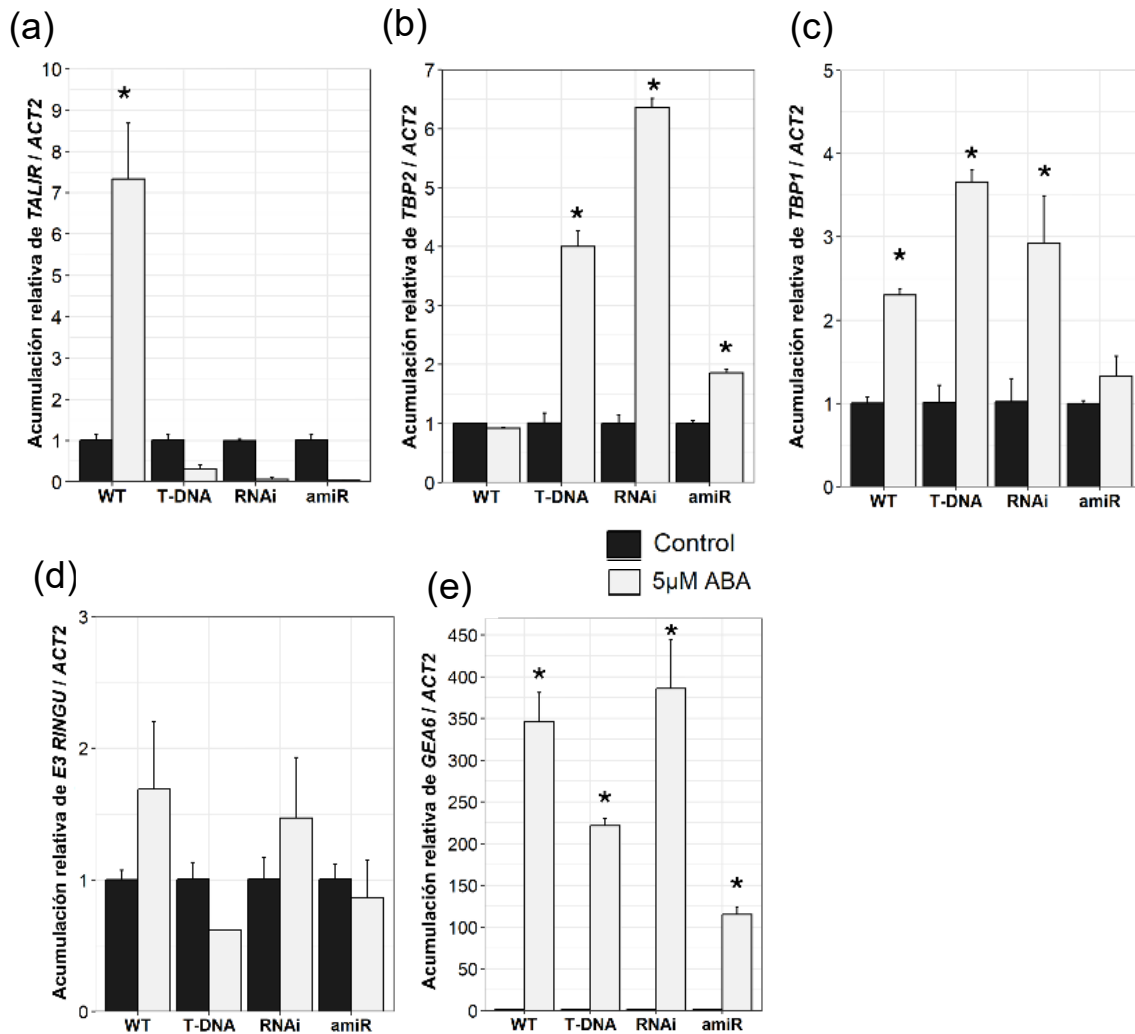 (a)
Acumulación relativa de TALIR / ACT2
10
9
8
7
6
5
4
3
2
1
0
*
WT T-DNA RNAi amiR
(b)
Acumulación relativa de TBP2 / ACT2
7
6
5
4
3
2
1
0
* * *
WT T-DNA RNAi amiR
(c)
Acumulación relativa de TBP1 / ACT2
5
4
3
2
1
0
* * *
WT T-DNA RNAi amiR
Control
5µM ABA
(d)
Acumulación relativa de E3 RINGU / ACT2
3
2
1
0
WT T-DNA RNAi amiR
(e)
Acumulación relativa de GEA6 / ACT2
450
400
350
300
250
200
150
100
50
0
* * * *
WT T-DNA RNAi amiR